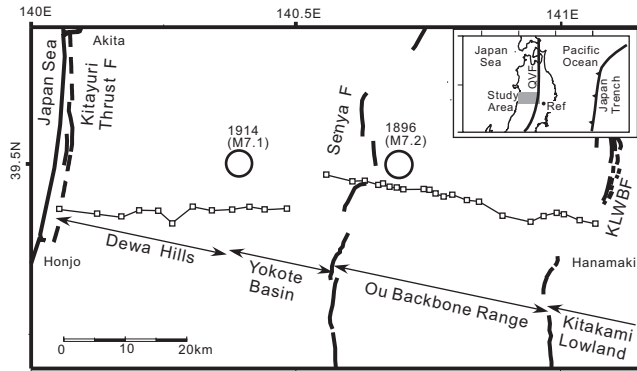 140E
140.5E
141E
39.5N
Akita
Japan Sea
Kitayuri
Thrust F
1914
(M7.1)
Senya F
1896
(M7.2)
Japan
Sea
Pacific
Ocean
QVF
Study
Area
Ref
Japan
Trench
KLWBF
Honjo
Dewa Hills
Yokote
Basin
Ou Backbone Range
Hanamaki
Kitakami
Lowland
0 10 20km